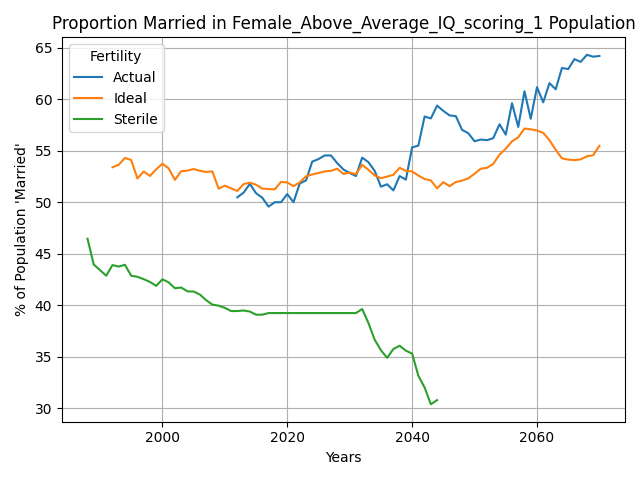 Proportion Married in Female_Above_Average_IQ_scoring_1 Population
% of Population 'Married'
65
60
55
50
45
40
35
30
Fertility
Actual
Ideal
Sterile
2000
2020
2040
2060
Years